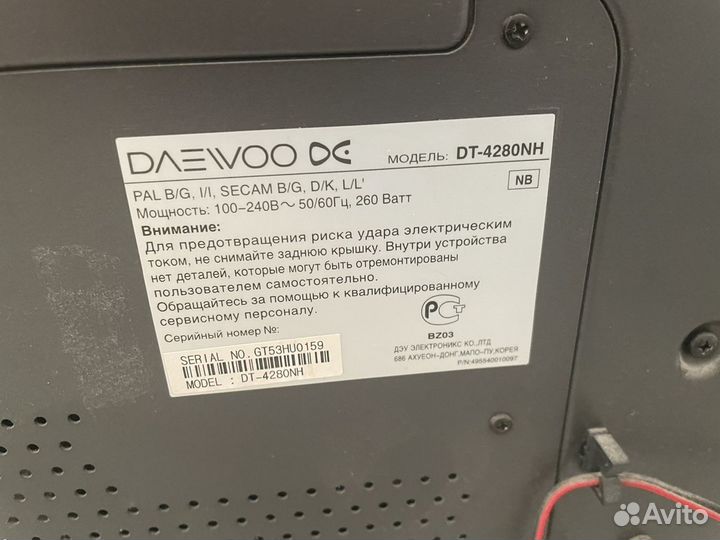 DAEWOO
МОДЕЛЬ: DT-4280NH
PAL B/G, I/I, SECAM B/G, D/K, L/L'
NB
Мощность: 100–240В~ 50/60Гц, 260 Ватт
Внимание:
Для предотвращения риска удара электрическим
током, не снимайте заднюю крышку. Внутри устройства
нет деталей, которые могут быть отремонтированы
пользователем самостоятельно.
Обращайтесь за помощью к квалифицированному
сервисному персоналу.
BZ03
Серийный номер №:
ДЭУ ЭЛЕКТРОНИКС КО.,ЛТД
686 АХУЕОН-ДОНГ,МАПО-ПУ,КОРЕЯ
P/N:495540010097
SERIAL NO. GT53HU0159
MODEL : DT-4280NH
Avito